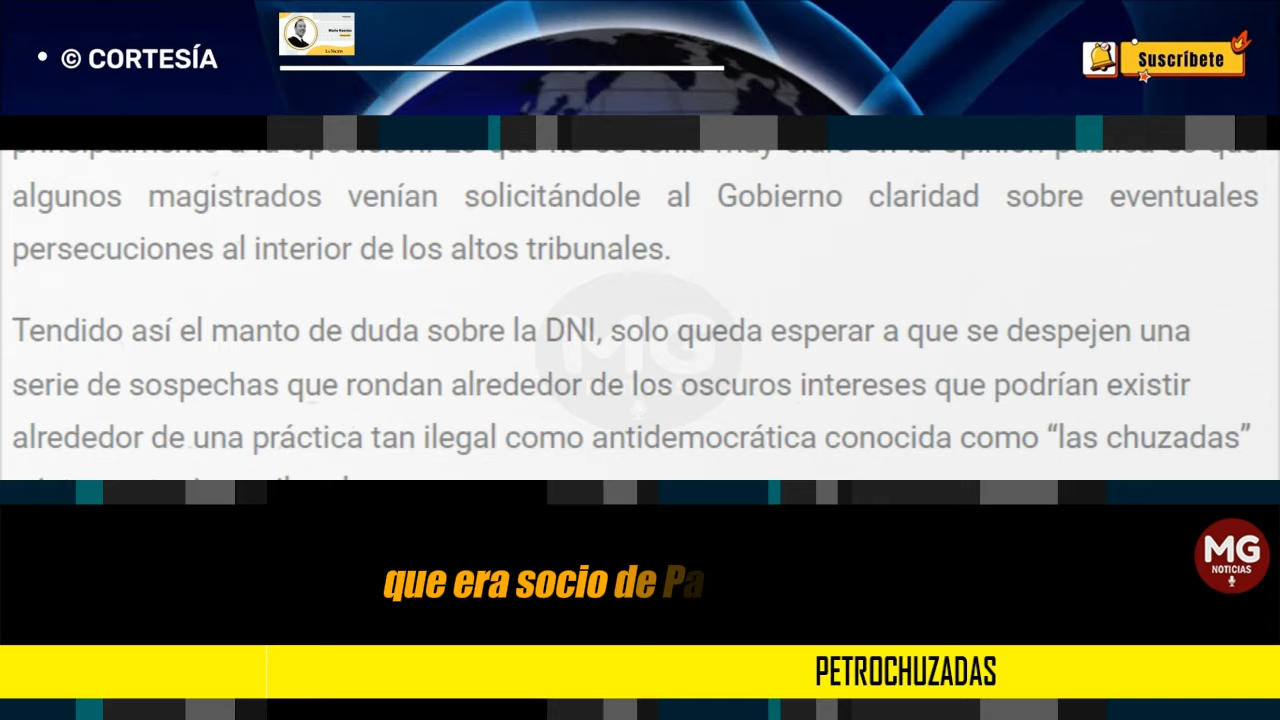 • © CORTESÍA
Suscríbete
algunos magistrados venían solicitándole al Gobierno claridad sobre eventuales
persecuciones al interior de los altos tribunales.
Tendido así el manto de duda sobre la DNI, solo queda esperar a que se despejen una
serie de sospechas que rondan alrededor de los oscuros intereses que podrían existir
alrededor de una práctica tan ilegal como antidemocrática conocida como “las chuzadas”
MG
que era socio de Pa
MG
NOTICIAS
PETROCHUZADAS